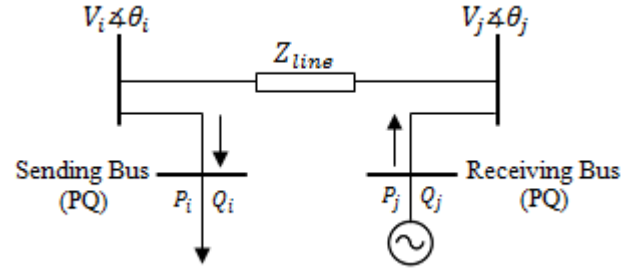 V_i∡θ_i
V_j∡θ_j
Z_line
Sending Bus
(PQ)
P_i Q_i
P_j Q_j
Receiving Bus
(PQ)